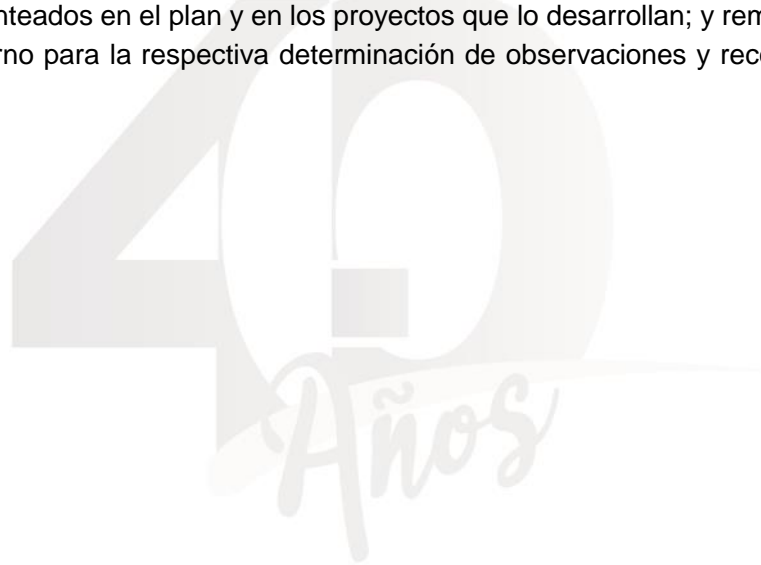 nteados en el plan y en los proyectos que lo desarrollan; y rem
rno para la respectiva determinación de observaciones y rec
40
Años